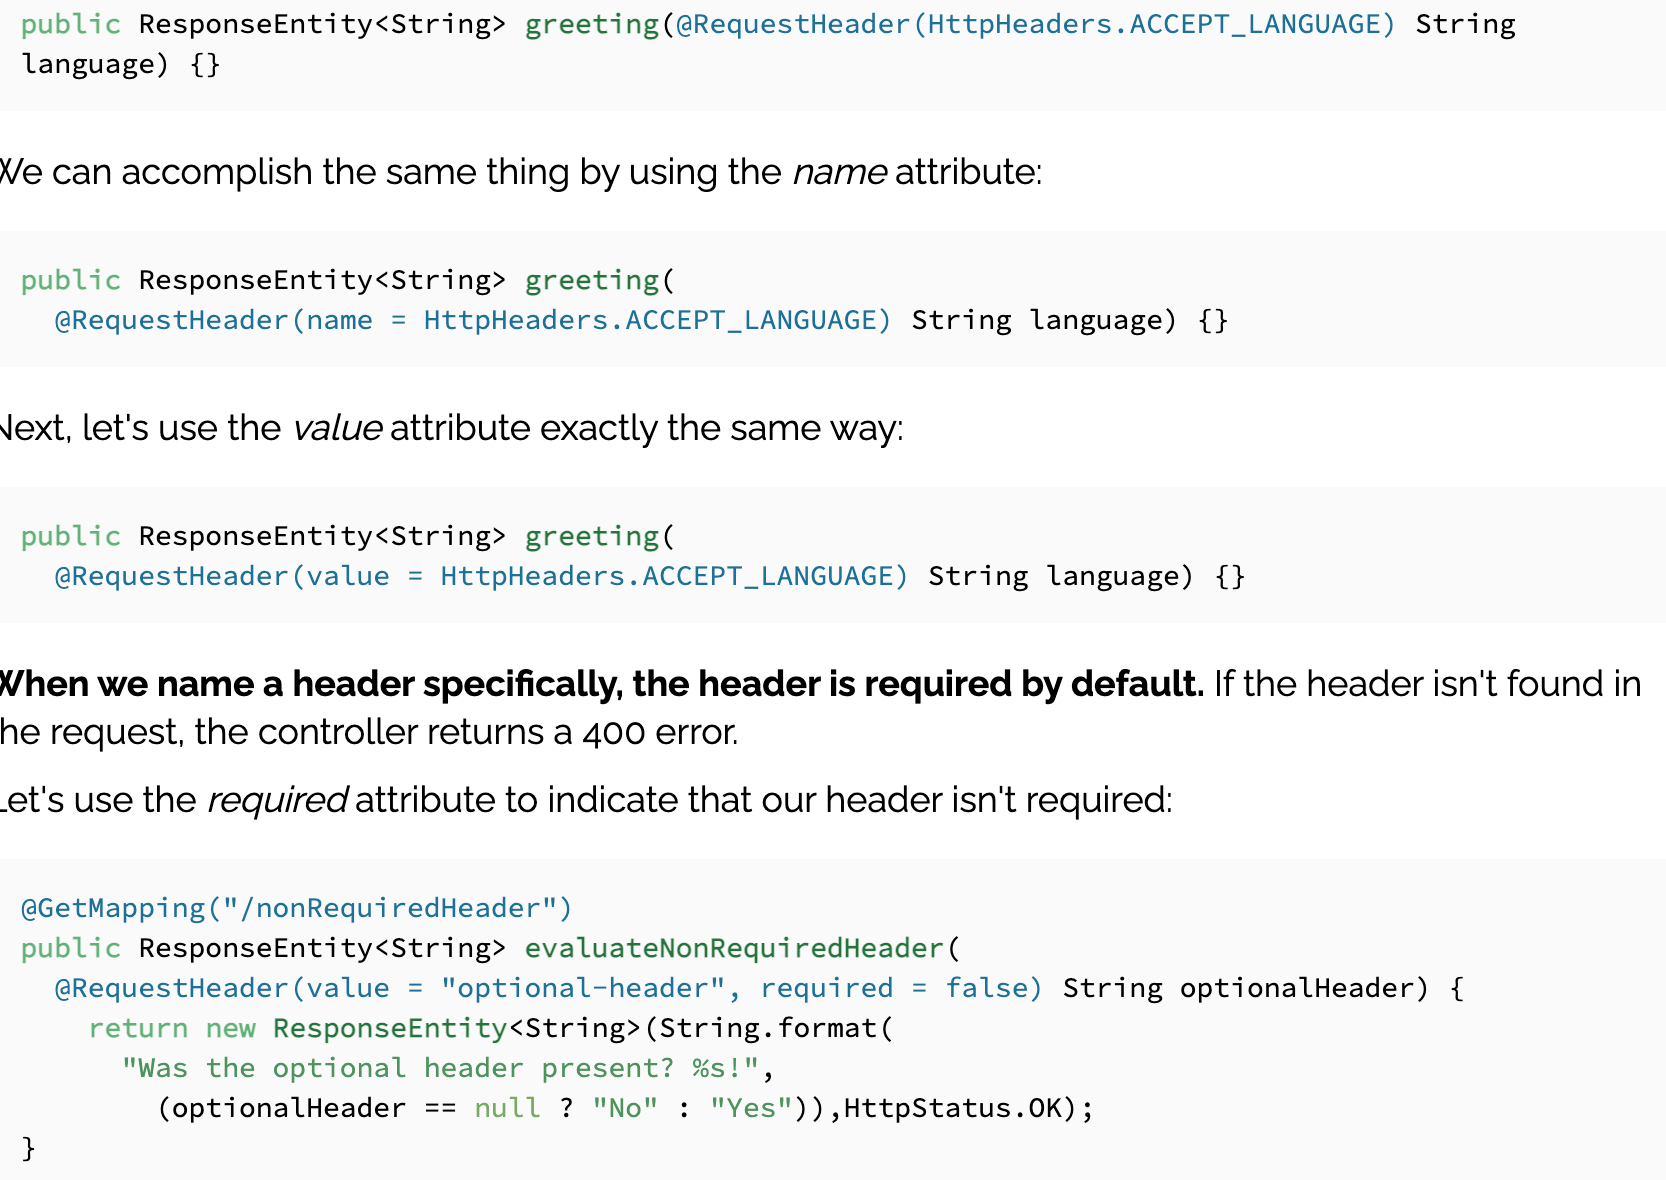 public ResponseEntity<String> greeting(@RequestHeader(HttpHeaders.ACCEPT_LANGUAGE) String
language) {}
We can accomplish the same thing by using the name attribute:
public ResponseEntity<String> greeting(
  @RequestHeader(name = HttpHeaders.ACCEPT_LANGUAGE) String language) {}
Next, let's use the value attribute exactly the same way:
public ResponseEntity<String> greeting(
  @RequestHeader(value = HttpHeaders.ACCEPT_LANGUAGE) String language) {}
When we name a header specifically, the header is required by default. If the header isn't found in
the request, the controller returns a 400 error.
Let's use the required attribute to indicate that our header isn't required:
@GetMapping("/nonRequiredHeader")
public ResponseEntity<String> evaluateNonRequiredHeader(
  @RequestHeader(value = "optional-header", required = false) String optionalHeader) {
    return new ResponseEntity<String>(String.format(
      "Was the optional header present? %s!",
        (optionalHeader == null ? "No" : "Yes")),HttpStatus.OK);
}